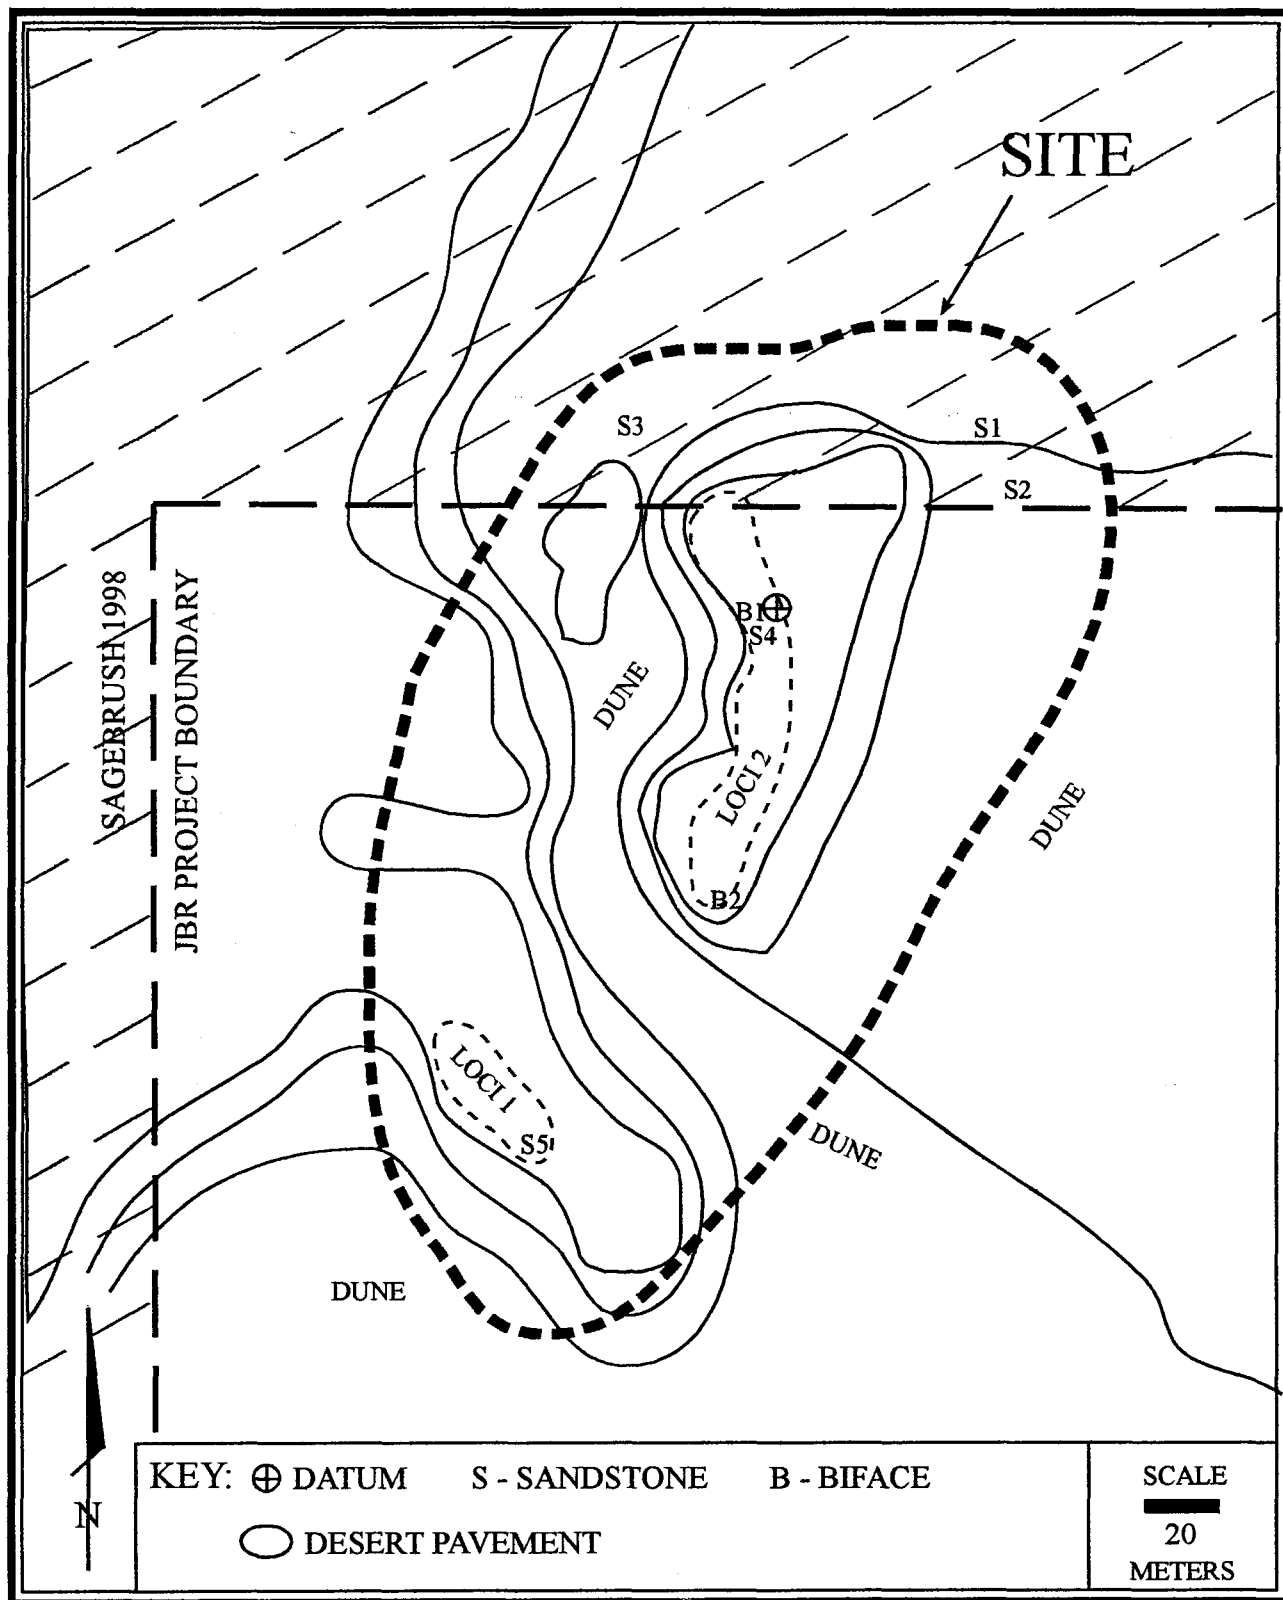 SITE
S3
S1
S2
SAGEBRUSH 1998
JBR PROJECT BOUNDARY
B1
S4
DUNE
LOCI 2
DUNE
B2
LOCI 1
S5
DUNE
DUNE
N
KEY: DATUM S - SANDSTONE B - BIFACE
DESERT PAVEMENT
SCALE
20
METERS